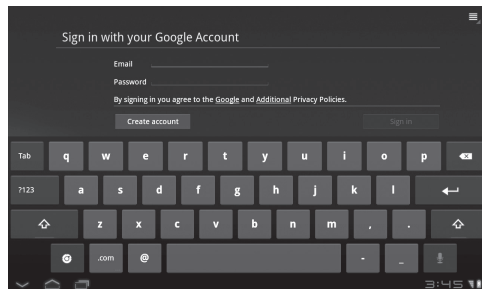 Sign in with your Google Account
Email
Password
By signing in you agree to the Google and Additional Privacy Policies.
Create account
Sign in
Tab q w e r t y u i o p
?123 a s d f g h j k l
z x c v b n m , .
.com @ - _
3:45